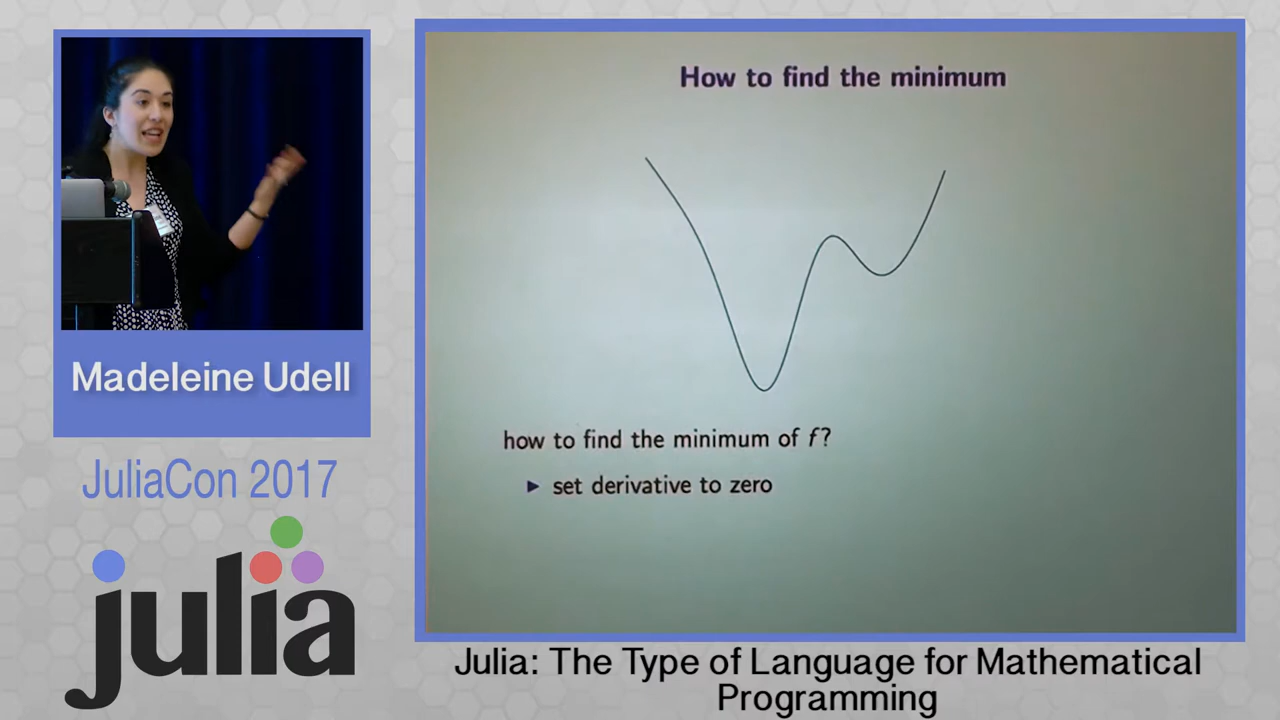 How to find the minimum
how to find the minimum of f?
► set derivative to zero
Madeleine Udell
JuliaCon 2017
julia
Julia: The Type of Language for Mathematical
Programming